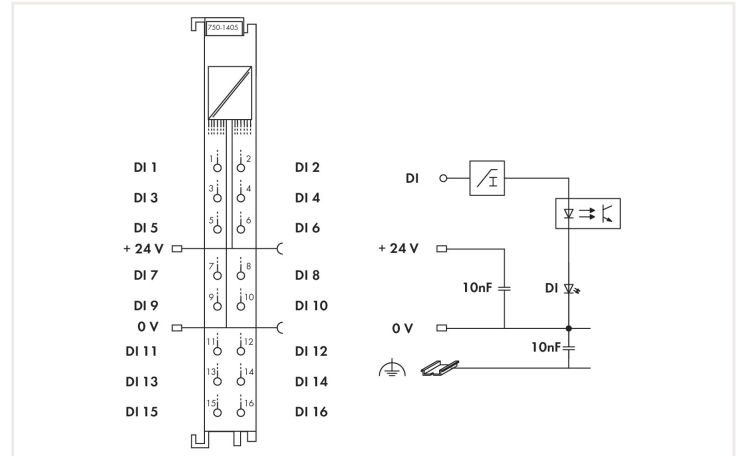 750-1405
1 2
DI 1 DI 2
3 4
DI 3 DI 4
5 6
DI 5 DI 6
+ 24 V
7 8
DI 7 DI 8
9 10
DI 9 DI 10
0 V
11 12
DI 11 DI 12
13 14
DI 13 DI 14
15 16
DI 15 DI 16
DI
I
+ 24 V
10nF
DI
0 V
10nF